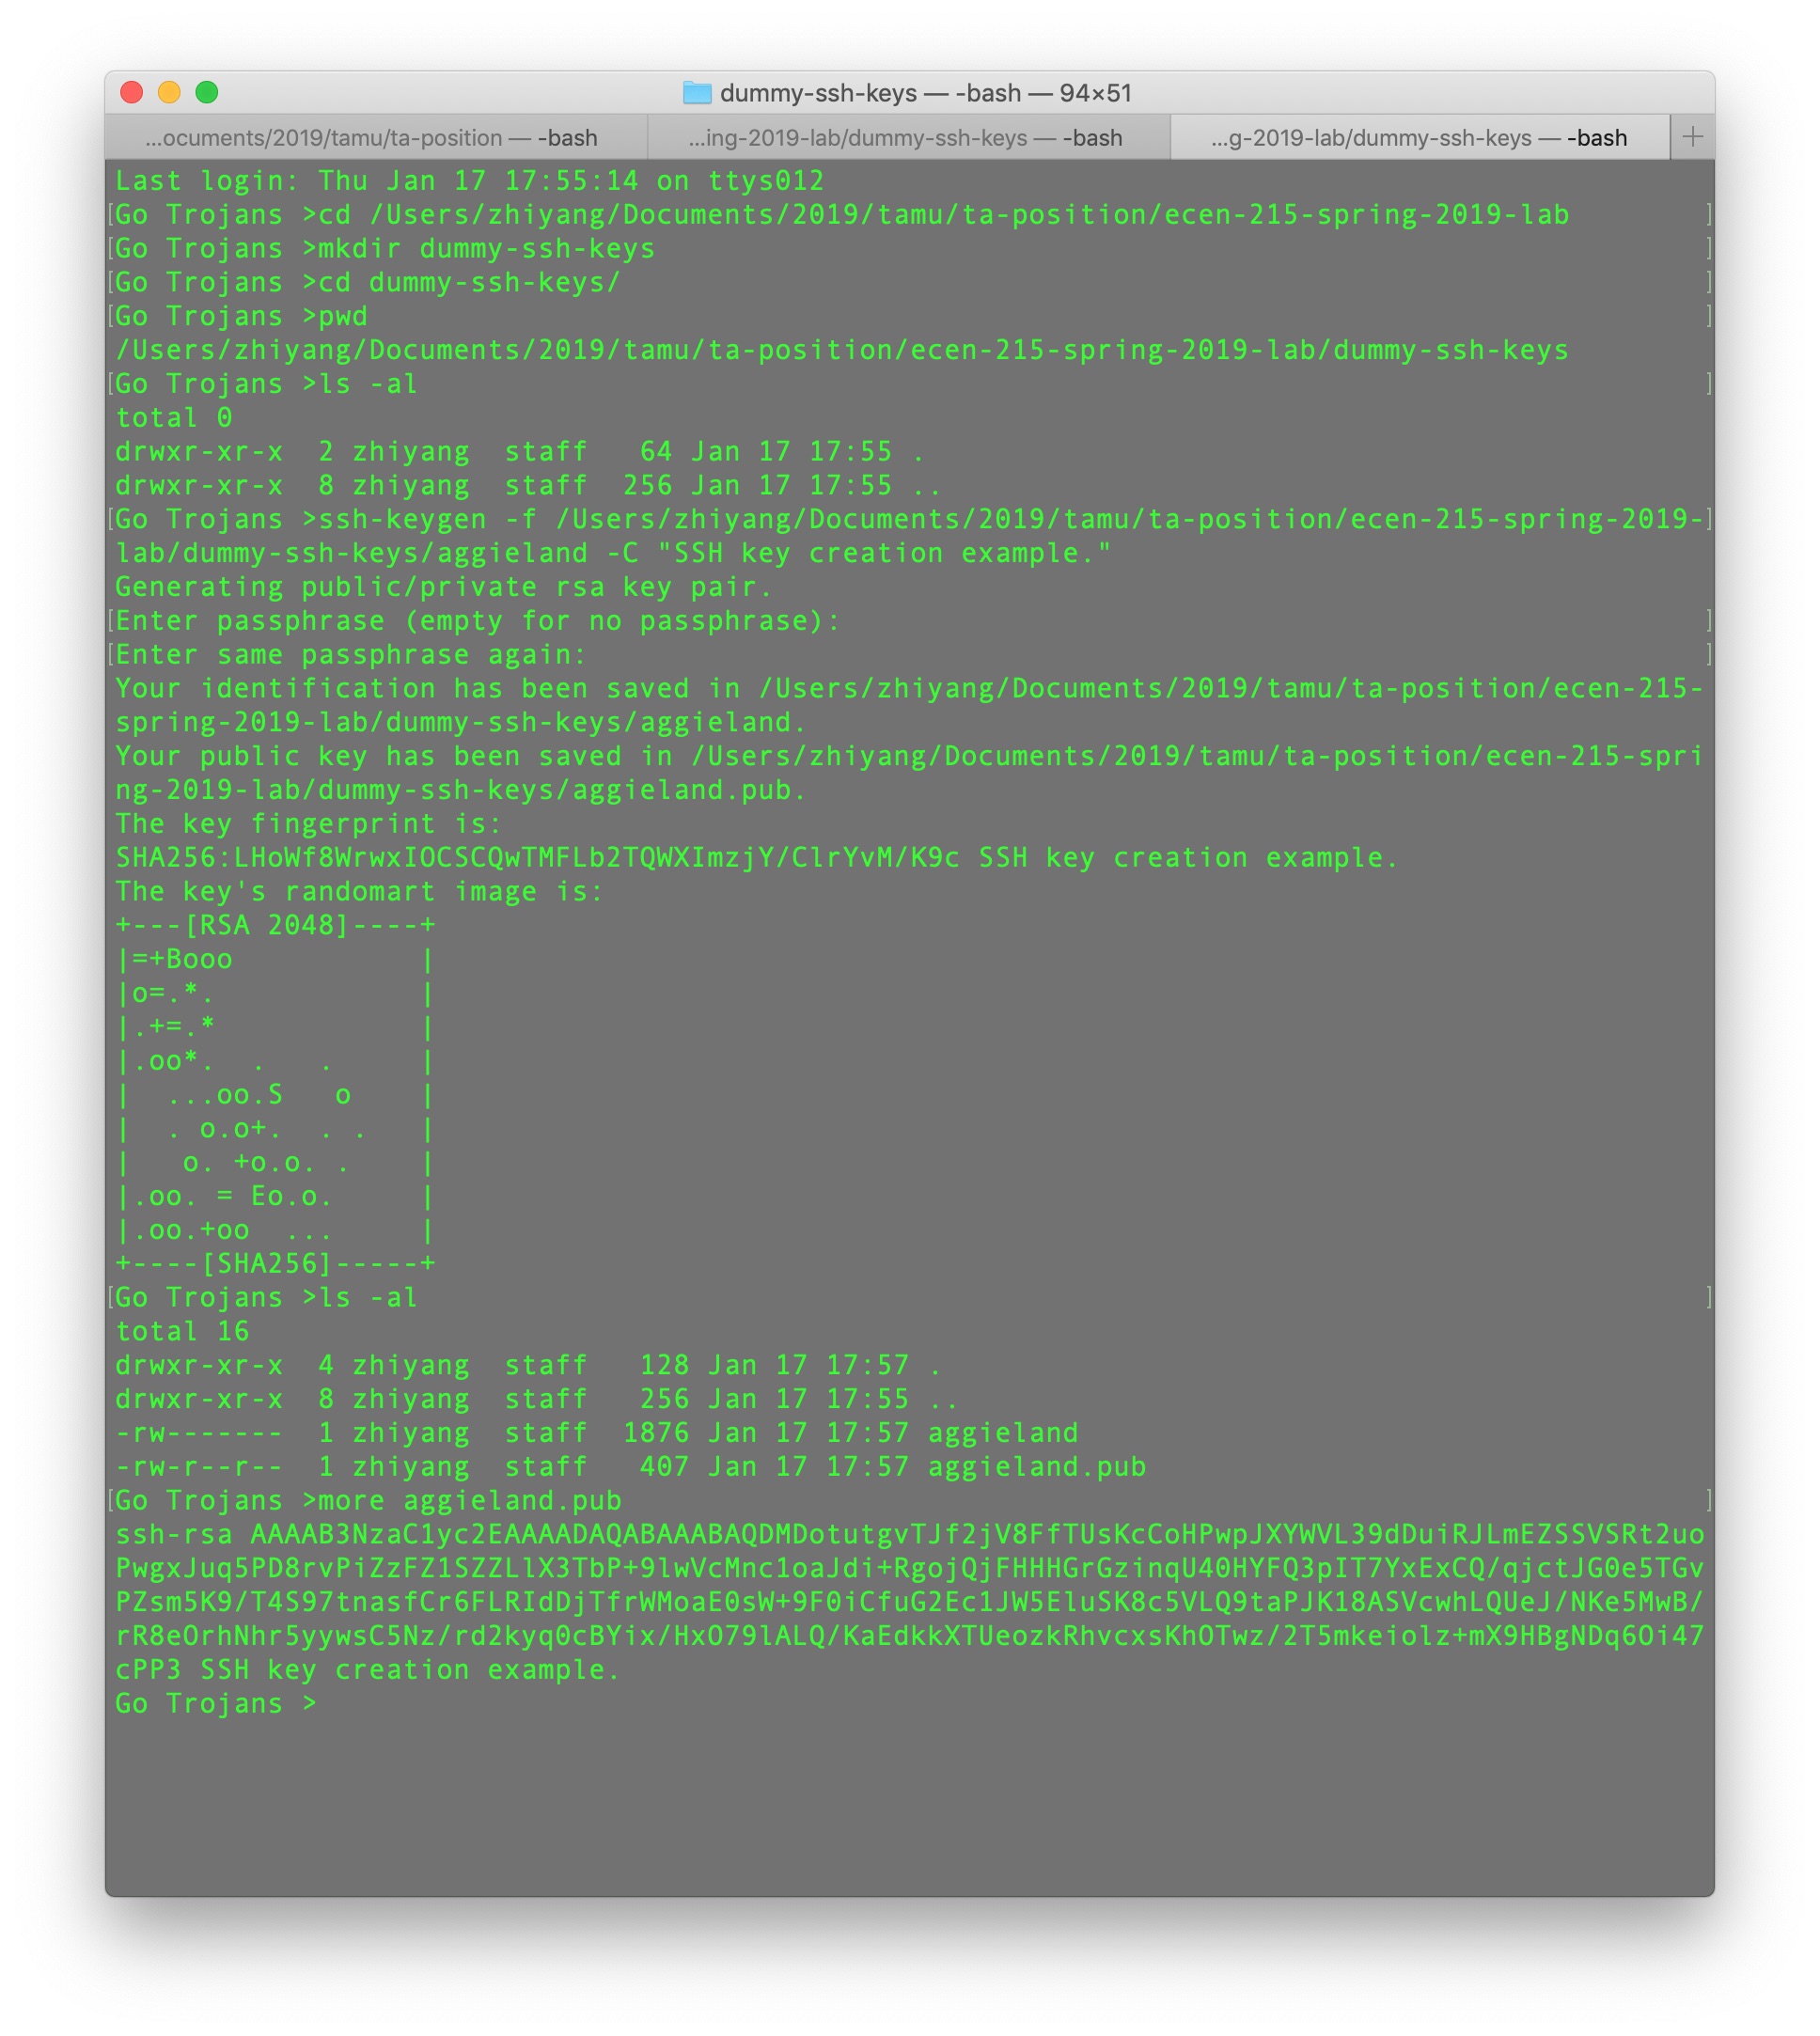 dummy-ssh-keys — -bash — 94×51
...ocuments/2019/tamu/ta-position — -bash
...ing-2019-lab/dummy-ssh-keys — -bash
...g-2019-lab/dummy-ssh-keys — -bash
Last login: Thu Jan 17 17:55:14 on ttys012
[Go Trojans >cd /Users/zhiyang/Documents/2019/tamu/ta-position/ecen-215-spring-2019-lab        ]
[Go Trojans >mkdir dummy-ssh-keys ]
[Go Trojans >cd dummy-ssh-keys/ ]
[Go Trojans >pwd ]
/Users/zhiyang/Documents/2019/tamu/ta-position/ecen-215-spring-2019-lab/dummy-ssh-keys
[Go Trojans >ls -al ]
total 0
drwxr-xr-x  2 zhiyang  staff   64 Jan 17 17:55 .
drwxr-xr-x  8 zhiyang  staff  256 Jan 17 17:55 ..
[Go Trojans >ssh-keygen -f /Users/zhiyang/Documents/2019/tamu/ta-position/ecen-215-spring-2019-]
lab/dummy-ssh-keys/aggieland -C "SSH key creation example."
Generating public/private rsa key pair.
[Enter passphrase (empty for no passphrase): ]
[Enter same passphrase again: ]
Your identification has been saved in /Users/zhiyang/Documents/2019/tamu/ta-position/ecen-215-
spring-2019-lab/dummy-ssh-keys/aggieland.
Your public key has been saved in /Users/zhiyang/Documents/2019/tamu/ta-position/ecen-215-spri
ng-2019-lab/dummy-ssh-keys/aggieland.pub.
The key fingerprint is:
SHA256:LHoWf8WrwxIOCSCQwTMFLb2TQWXImzjY/ClrYvM/K9c SSH key creation example.
The key's randomart image is:
+---[RSA 2048]----+
|=+Booo           |
|o=.*.            |
|.+=.*            |
|.oo*.  .   .     |
|  ...oo.S   o    |
|  . o.o+.  . .   |
|   o. +o.o. .    |
|.oo. = Eo.o.     |
|.oo.+oo  ...     |
+----[SHA256]-----+
[Go Trojans >ls -al ]
total 16
drwxr-xr-x  4 zhiyang  staff   128 Jan 17 17:57 .
drwxr-xr-x  8 zhiyang  staff   256 Jan 17 17:55 ..
-rw-------  1 zhiyang  staff  1876 Jan 17 17:57 aggieland
-rw-r--r--  1 zhiyang  staff   407 Jan 17 17:57 aggieland.pub
[Go Trojans >more aggieland.pub ]
ssh-rsa AAAAB3NzaC1yc2EAAAADAQABAAABAQDMDotutgvTJf2jV8FfTUsKcCoHPwpJXYWVL39dDuiRJLmEZSSVSRt2uo
PwgxJuq5PD8rvPiZzFZ1SZZLlX3TbP+9lwVcMnc1oaJdi+RgojQjFHHHGrGzinqU40HYFQ3pIT7YxExCQ/qjctJG0e5TGv
PZsm5K9/T4S97tnasfCr6FLRIdDjTfrWMoaE0sW+9F0iCfuG2Ec1JW5EluSK8c5VLQ9taPJK18ASVcwhLQUeJ/NKe5MwB/
rR8eOrhNhr5yywsC5Nz/rd2kyq0cBYix/HxO79lALQ/KaEdkkXTUeozkRhvcxsKhOTwz/2T5mkeiolz+mX9HBgNDq6Oi47
cPP3 SSH key creation example.
Go Trojans >